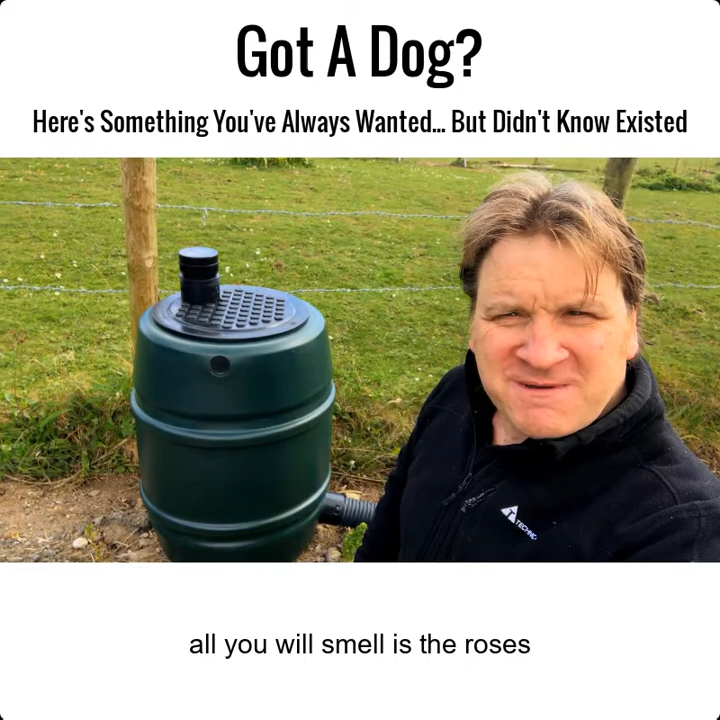 Got A Dog?
Here's Something You've Always Wanted... But Didn't Know Existed
TECHNIC
all you will smell is the roses